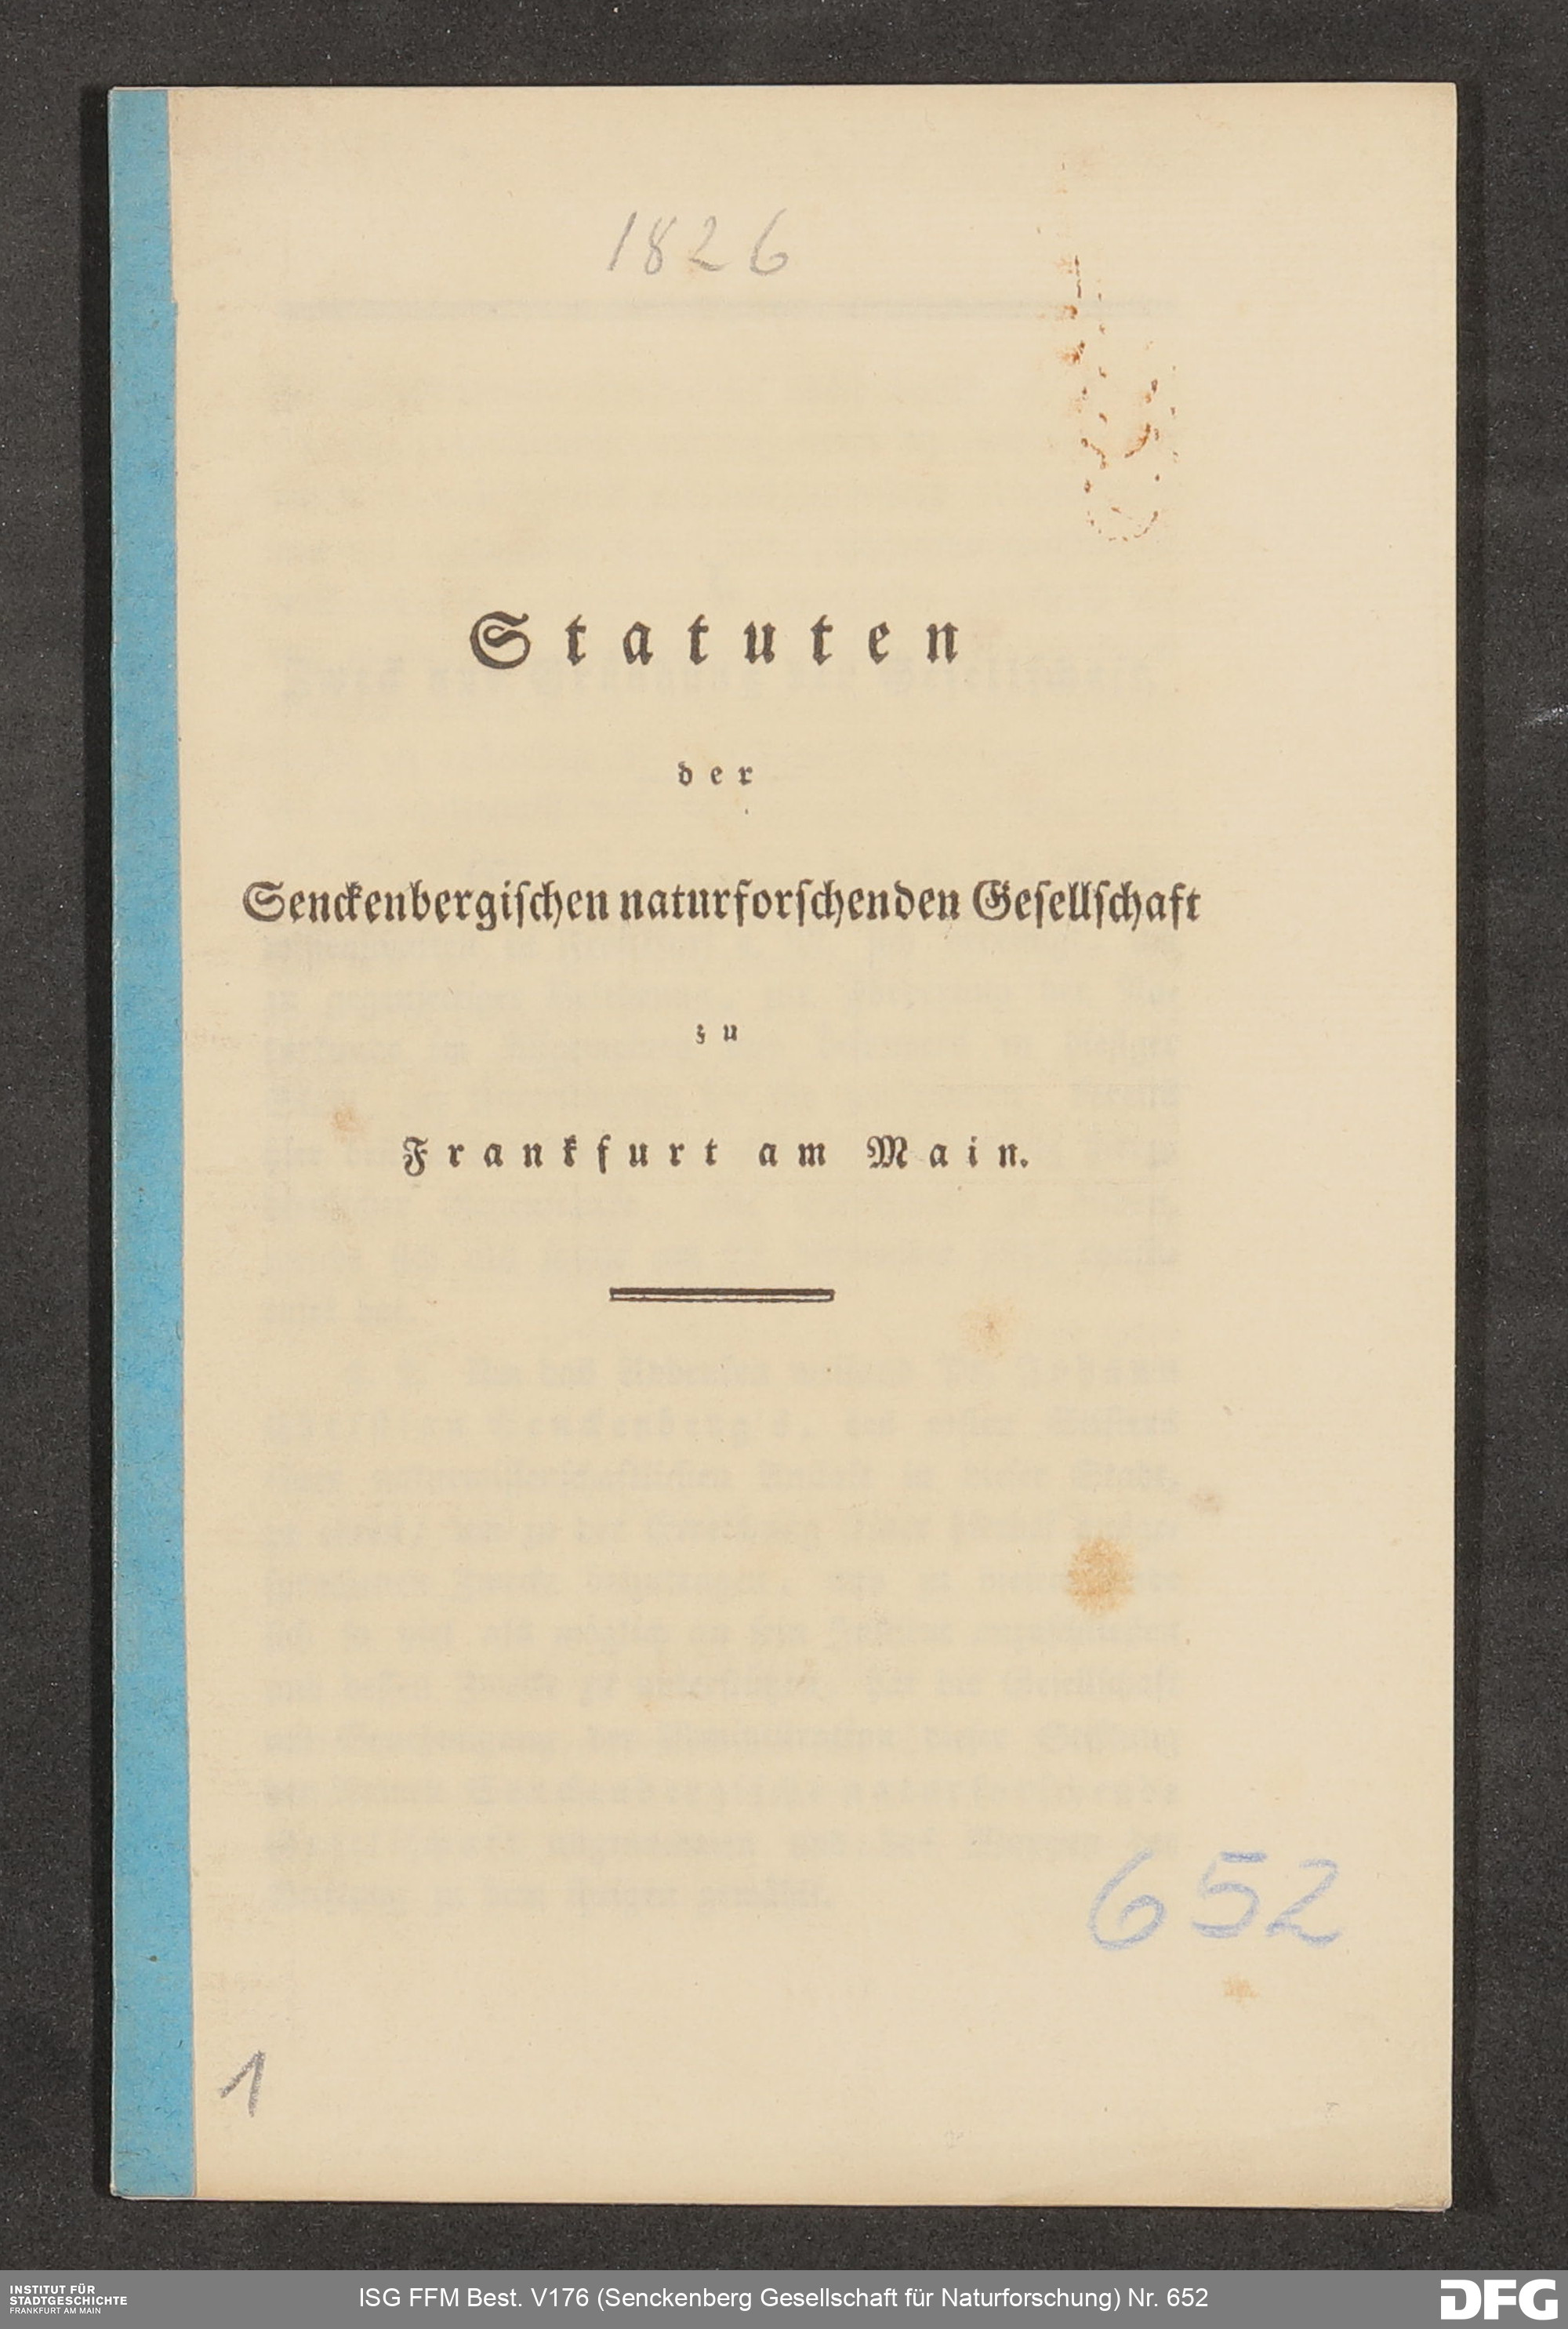 1826
Statuten
der
Senckenbergischen naturforschenden Gesellschaft
zu
Frankfurt am Main.
652
1
INSTITUT FÜR
STADTGESCHICHTE
FRANKFURT AM MAIN
ISG FFM Best. V176 (Senckenberg Gesellschaft für Naturforschung) Nr. 652
DFG